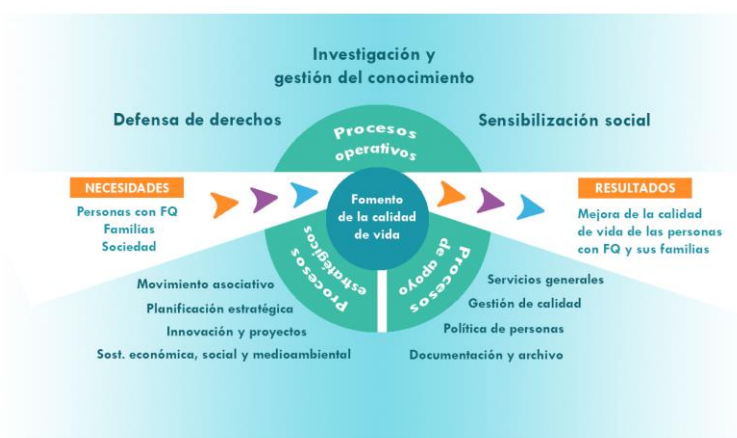 Investigación y
gestión del conocimiento
Defensa de derechos
Sensibilización social
Procesos
operativos
NECESIDADES
Personas con FQ
Familias
Sociedad
Fomento
de la calidad
de vida
RESULTADOS
Mejora de la calidad
de vida de las personas
con FQ y sus familias
Procesos
estratégicos
Movimiento asociativo
Planificación estratégica
Innovación y proyectos
Sost. económica, social y medioambiental
Procesos
de apoyo
Servicios generales
Gestión de calidad
Política de personas
Documentación y archivo